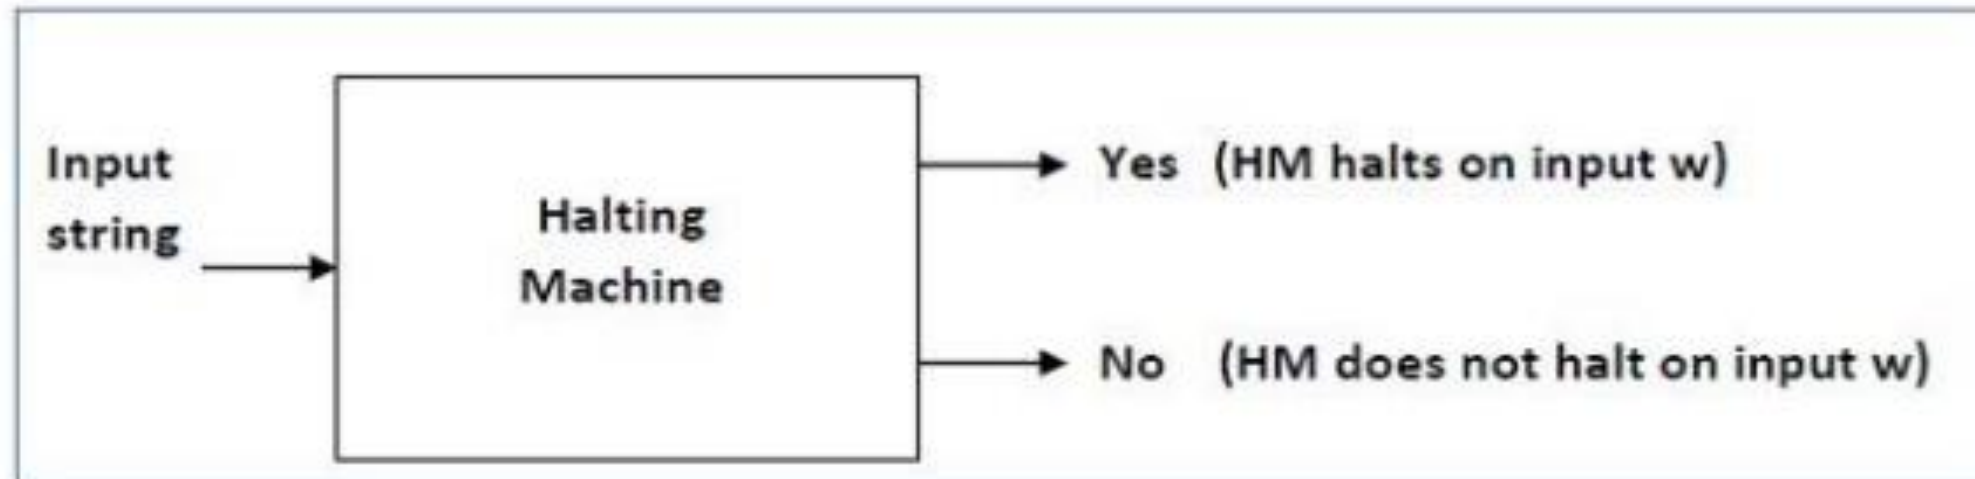 Input
string
Halting
Machine
Yes (HM halts on input w)
No (HM does not halt on input w)